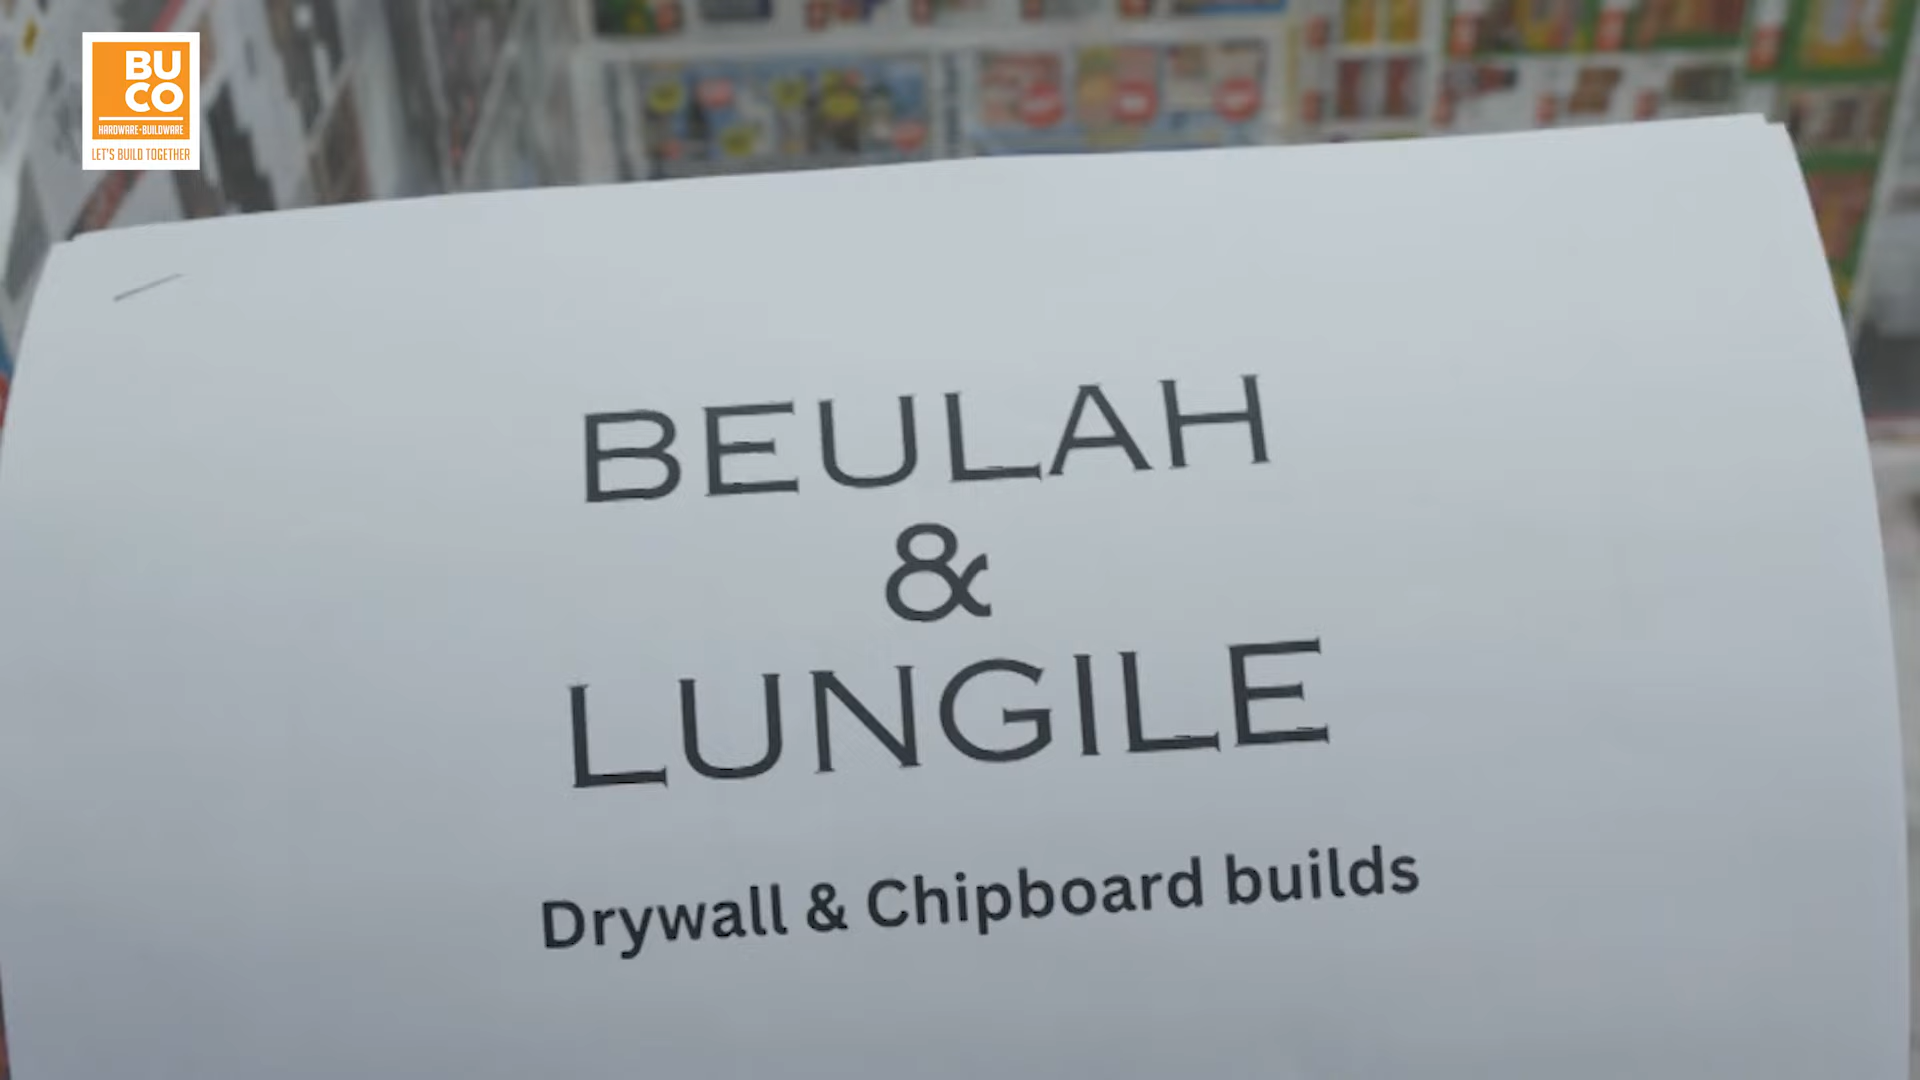 BU
CO
HARDWARE•BUILDWARE
LET'S BUILD TOGETHER
BEULAH
&
LUNGILE
Drywall & Chipboard builds